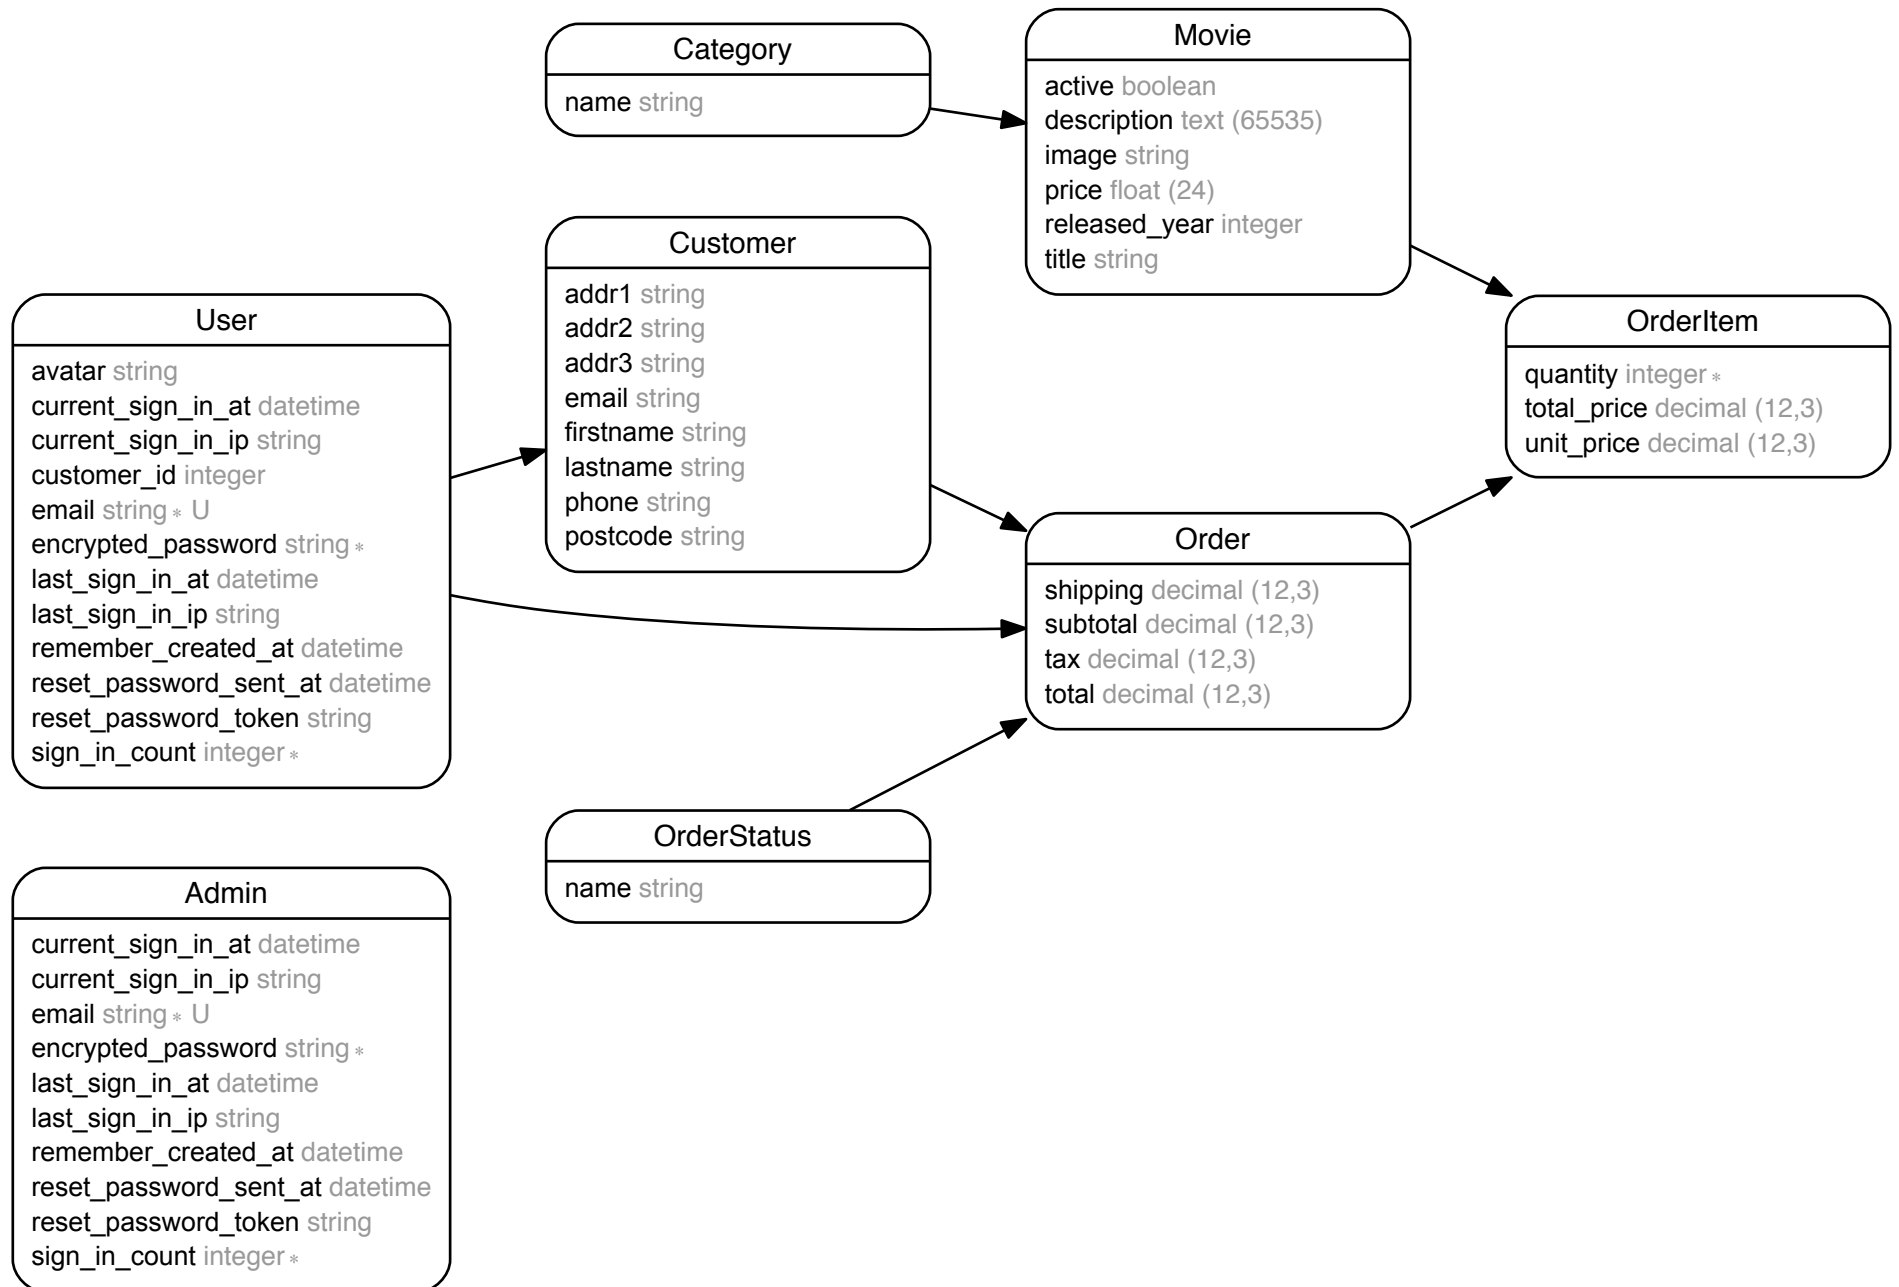 Category
name string
Movie
active boolean
description text (65535)
image string
price float (24)
released_year integer
title string
Customer
addr1 string
addr2 string
addr3 string
email string
firstname string
lastname string
phone string
postcode string
User
avatar string
current_sign_in_at datetime
current_sign_in_ip string
customer_id integer
email string * U
encrypted_password string *
last_sign_in_at datetime
last_sign_in_ip string
remember_created_at datetime
reset_password_sent_at datetime
reset_password_token string
sign_in_count integer *
OrderItem
quantity integer *
total_price decimal (12,3)
unit_price decimal (12,3)
Order
shipping decimal (12,3)
subtotal decimal (12,3)
tax decimal (12,3)
total decimal (12,3)
OrderStatus
name string
Admin
current_sign_in_at datetime
current_sign_in_ip string
email string * U
encrypted_password string *
last_sign_in_at datetime
last_sign_in_ip string
remember_created_at datetime
reset_password_sent_at datetime
reset_password_token string
sign_in_count integer *